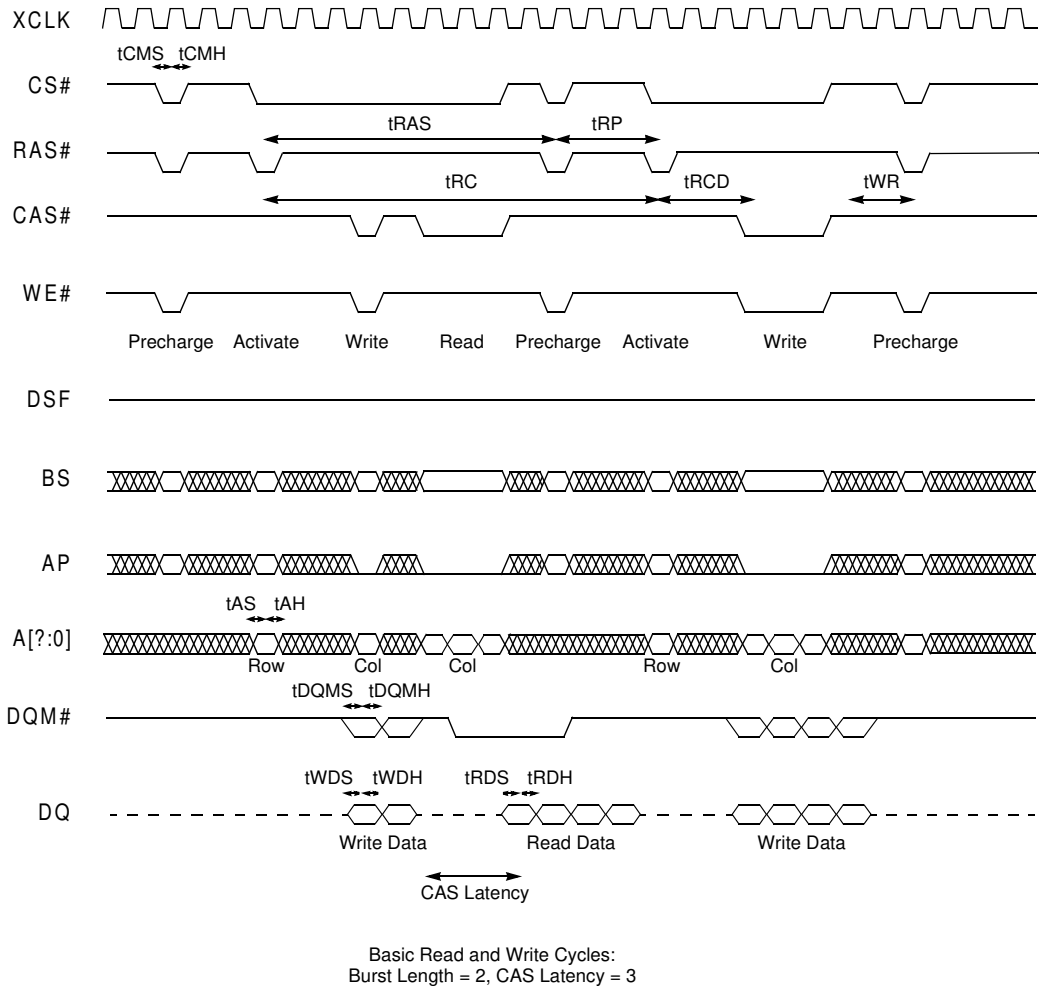 XCLK
tCMS tCMH
CS#
tRAS tRP
RAS#
tRC tRCD tWR
CAS#
WE#
Precharge Activate Write Read Precharge Activate Write Precharge
DSF
BS
AP
tAS tAH
A[?:0]
Row Col Col Row Col
tDQMS tDQMH
DQM#
tWDS tWDH tRDS tRDH
DQ
Write Data Read Data Write Data
CAS Latency
Basic Read and Write Cycles:
Burst Length = 2, CAS Latency = 3